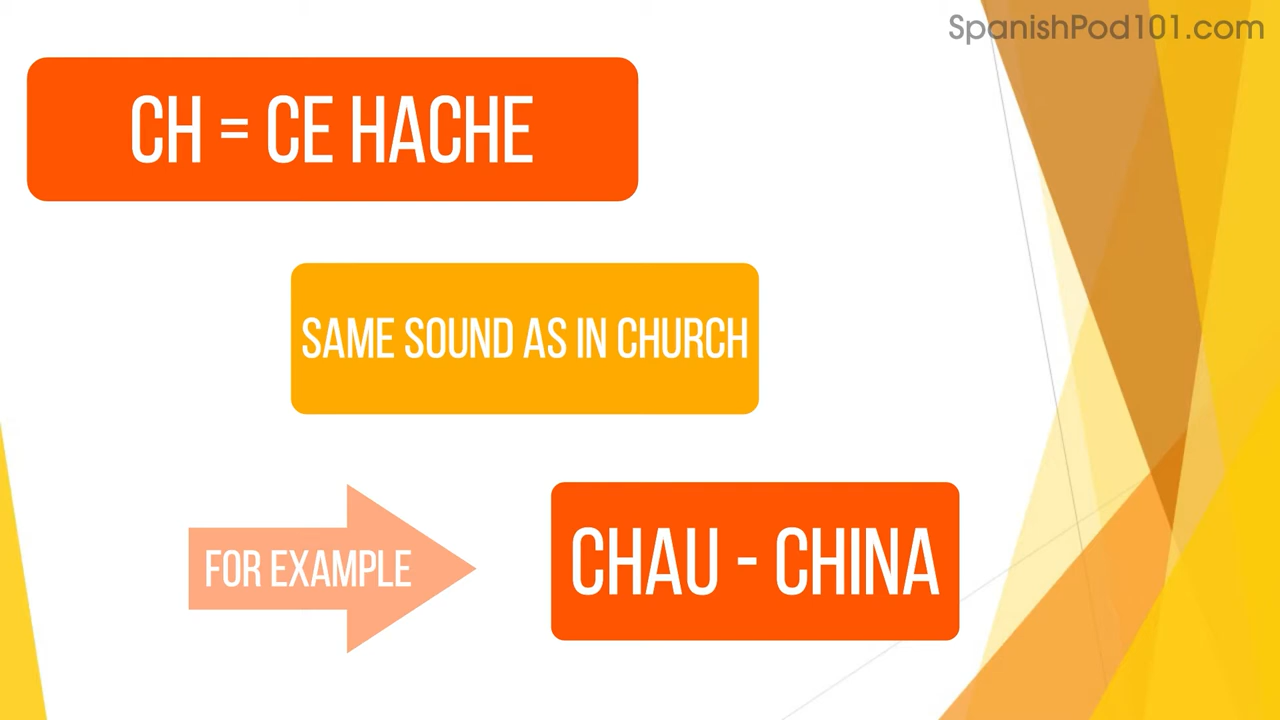 SpanishPod101.com
CH = CE HACHE
SAME SOUND AS IN CHURCH
FOR EXAMPLE
CHAU - CHINA